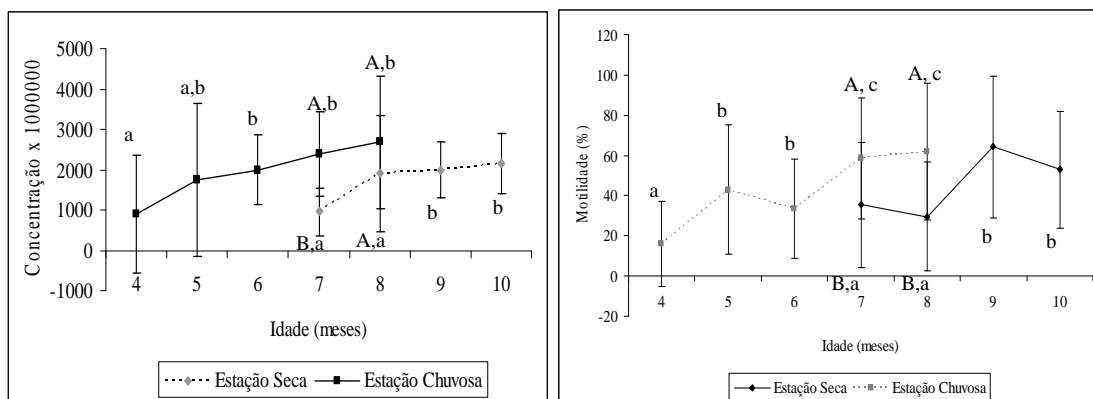 5000
4000
3000
2000
1000
0
-1000
Concentração x 1000000
a
a,b
b
A,b
A,b
B,a
A,a
b
b
4 5 6 7 8 9 10
Idade (meses)
Estação Seca Estação Chuvosa
120
100
80
60
40
20
0
-20
Motilidade (%)
a
b
b
A, c
A, c
B,a
B,a
b
b
4 5 6 7 8 9 10
Idade (meses)
Estação Seca Estação Chuvosa